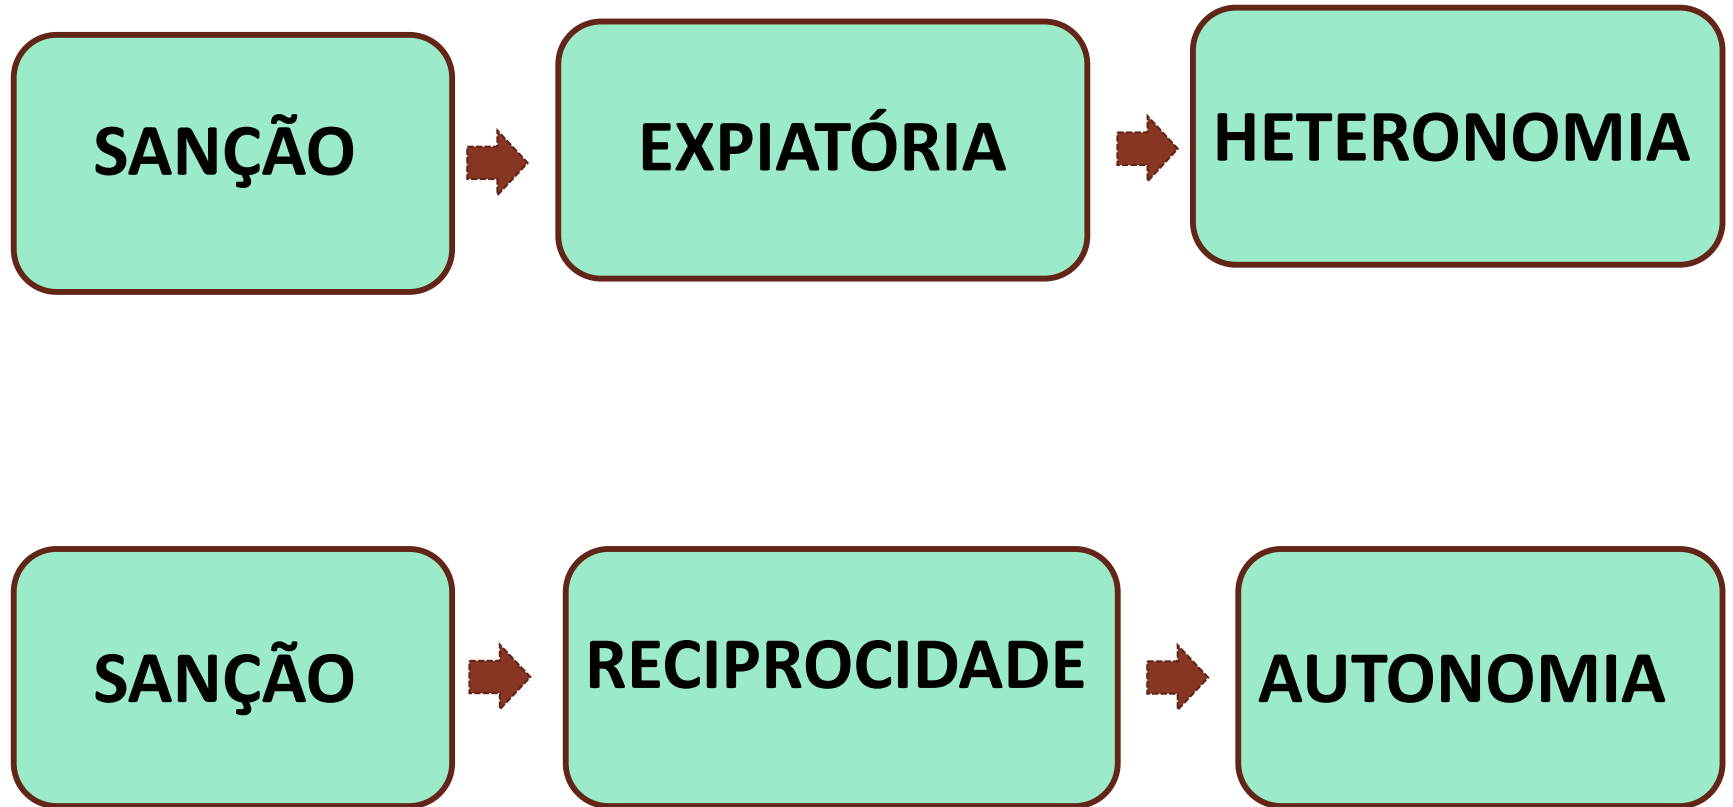 SANÇÃO
EXPIATÓRIA
HETERONOMIA
SANÇÃO
RECIPROCIDADE
AUTONOMIA